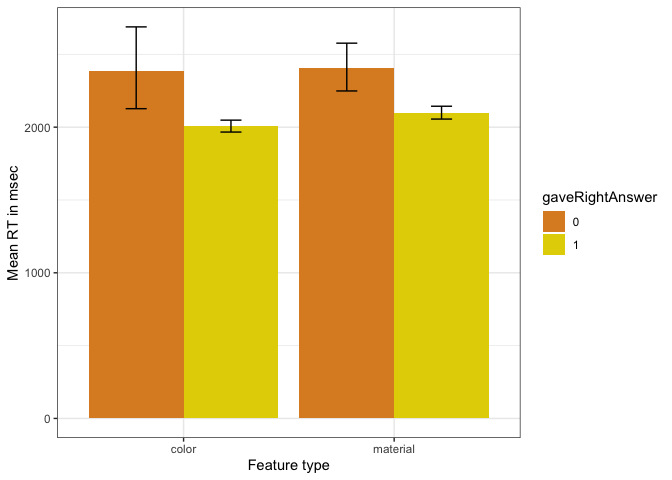 2000
1000
0
Mean RT in msec
color
material
Feature type
gaveRightAnswer
0
1